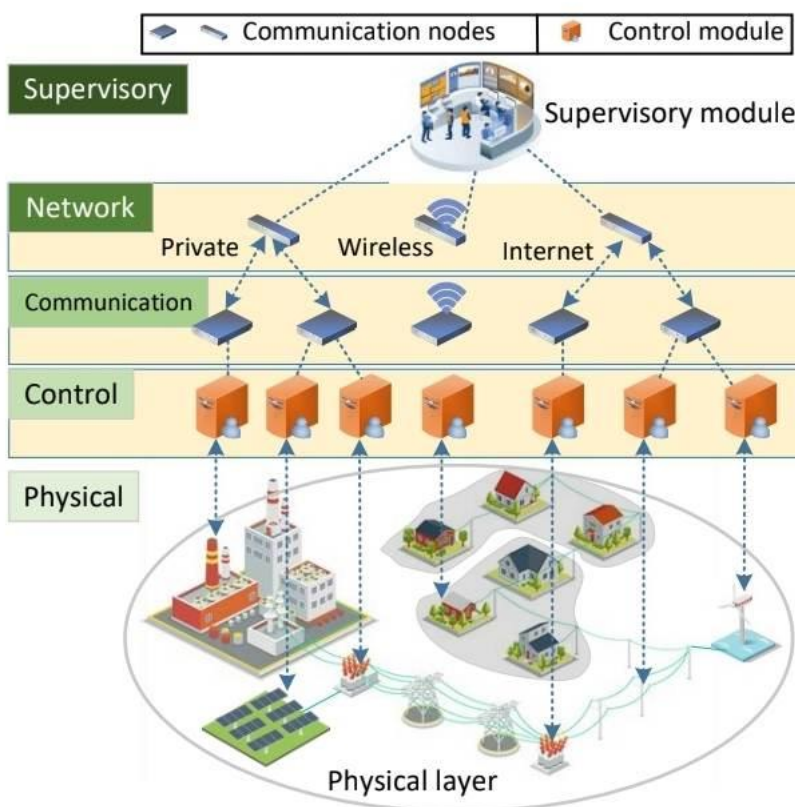 Communication nodes
Control module
Supervisory
Supervisory module
Network
Private
Wireless
Internet
Communication
Control
Physical
Physical layer